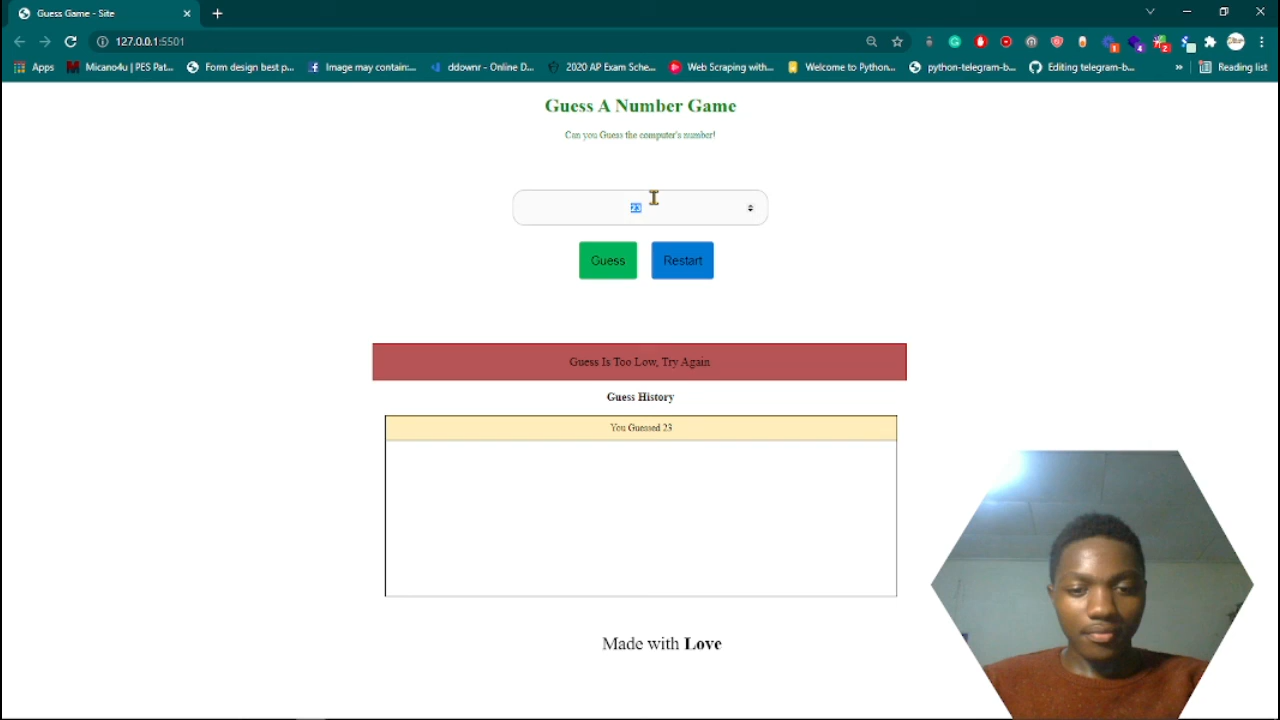 Guess Game - Site
127.0.0.1:5501
Apps
Micano4u | PES Pat...
Form design best p...
Image may contain:...
ddownr - Online D...
2020 AP Exam Sche...
Web Scraping with...
Welcome to Python...
python-telegram-b...
Editing telegram-b...
»
Reading list
Guess A Number Game
Can you Guess the computer's number!
23
Guess
Restart
Guess Is Too Low, Try Again
Guess History
You Guessed 23
Made with Love